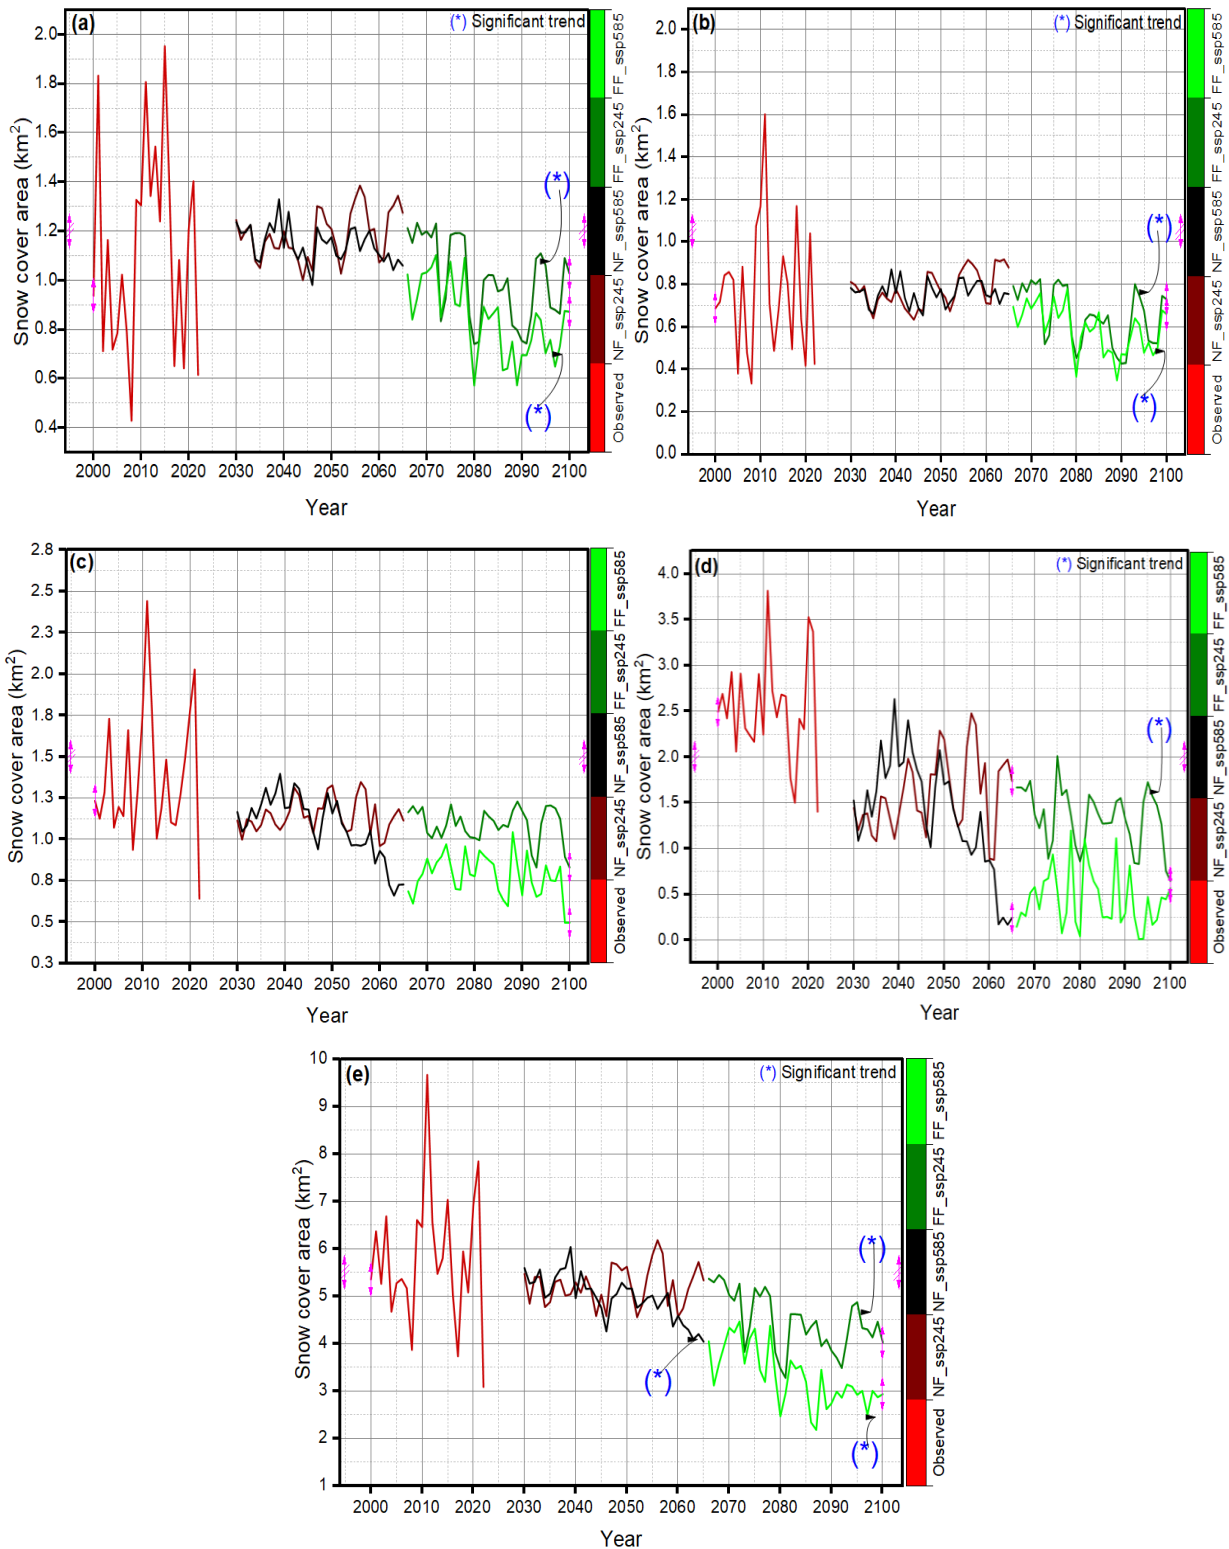 (a)
(*) Significant trend
Snow cover area (km²)
2.0
1.8
1.6
1.4
1.2
1.0
0.8
0.6
0.4
(*)
(*)
2000 2010 2020 2030 2040 2050 2060 2070 2080 2090 2100
Year
Observed NF_ssp245 NF_ssp585 FF_ssp245 FF_ssp585
(b)
(*) Significant trend
Snow cover area (km²)
2.0
1.8
1.6
1.4
1.2
1.0
0.8
0.6
0.4
0.2
0.0
(*)
(*)
2000 2010 2020 2030 2040 2050 2060 2070 2080 2090 2100
Year
Observed NF_ssp245 NF_ssp585 FF_ssp245 FF_ssp585
(c)
Snow cover area (km²)
2.8
2.5
2.3
2.0
1.8
1.5
1.3
1.0
0.8
0.5
0.3
2000 2010 2020 2030 2040 2050 2060 2070 2080 2090 2100
Year
Observed NF_ssp245 NF_ssp585 FF_ssp245 FF_ssp585
(d)
(*) Significant trend
Snow cover area (km²)
4.0
3.5
3.0
2.5
2.0
1.5
1.0
0.5
0.0
(*)
2000 2010 2020 2030 2040 2050 2060 2070 2080 2090 2100
Year
Observed NF_ssp245 NF_ssp585 FF_ssp245 FF_ssp585
(e)
(*) Significant trend
Snow cover area (km²)
10
9
8
7
6
5
4
3
2
1
(*)
(*)
(*)
2000 2010 2020 2030 2040 2050 2060 2070 2080 2090 2100
Year
Observed NF_ssp245 NF_ssp585 FF_ssp245 FF_ssp585